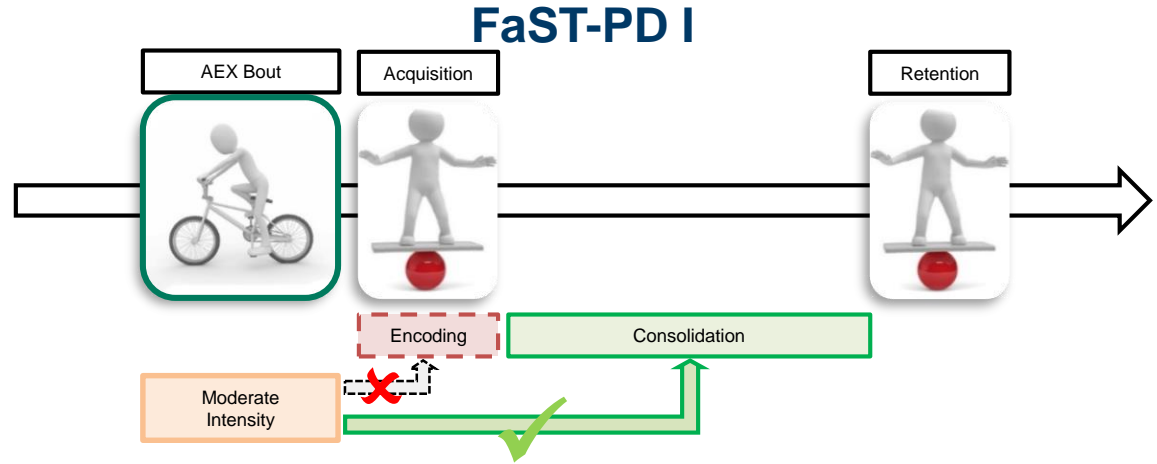 FaST-PD I
AEX Bout
Acquisition
Retention
Encoding
Consolidation
Moderate
Intensity